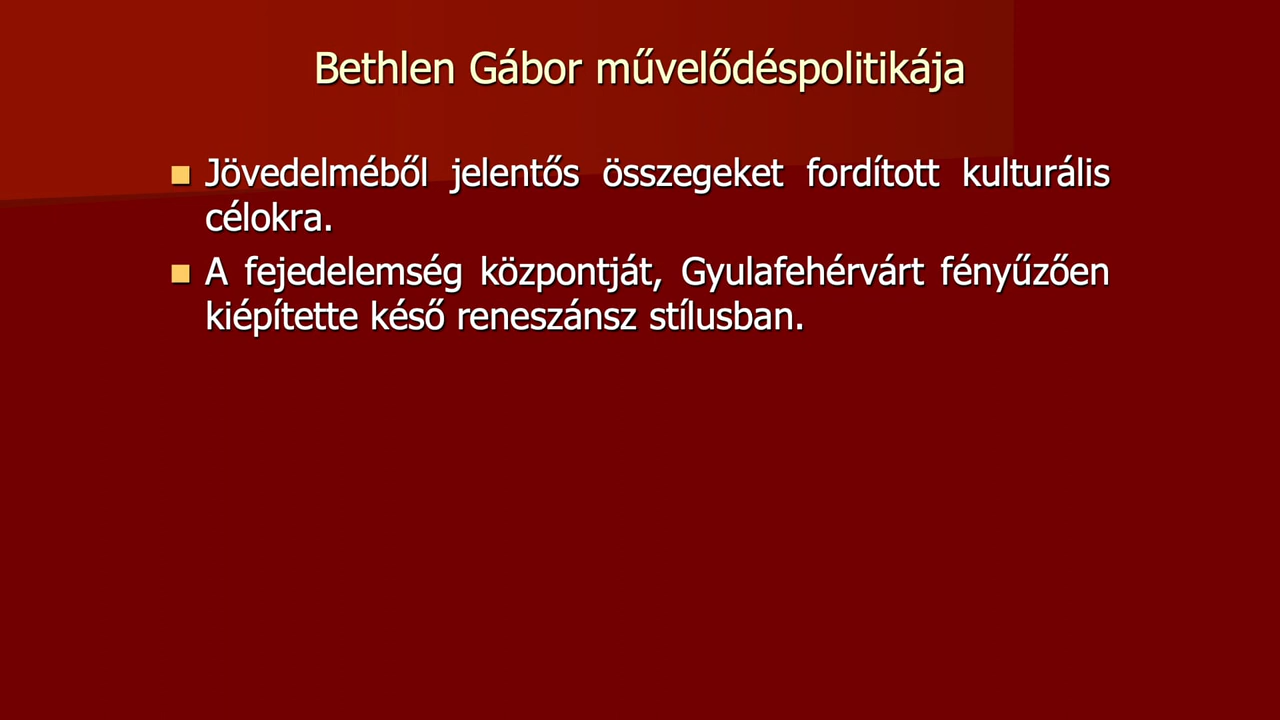 Bethlen Gábor művelődéspolitikája
Jövedelméből jelentős összegeket fordított kulturális
célokra.
A fejedelemség központját, Gyulafehérvárt fényűzően
kiépítette késő reneszánsz stílusban.